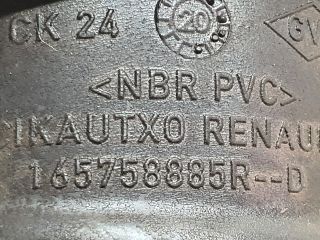 CK 24
20
GV
<NBR PVC>
CIKAUTXO RENAU
165758885R--D